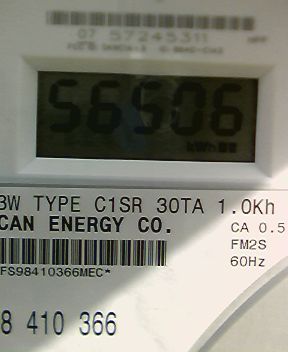 07 57245311
56506
kWh
3W TYPE C1SR 30TA 1.0Kh
CAN ENERGY CO.
CA 0.5
FM2S
60Hz
FS98410366MEC*
8 410 366